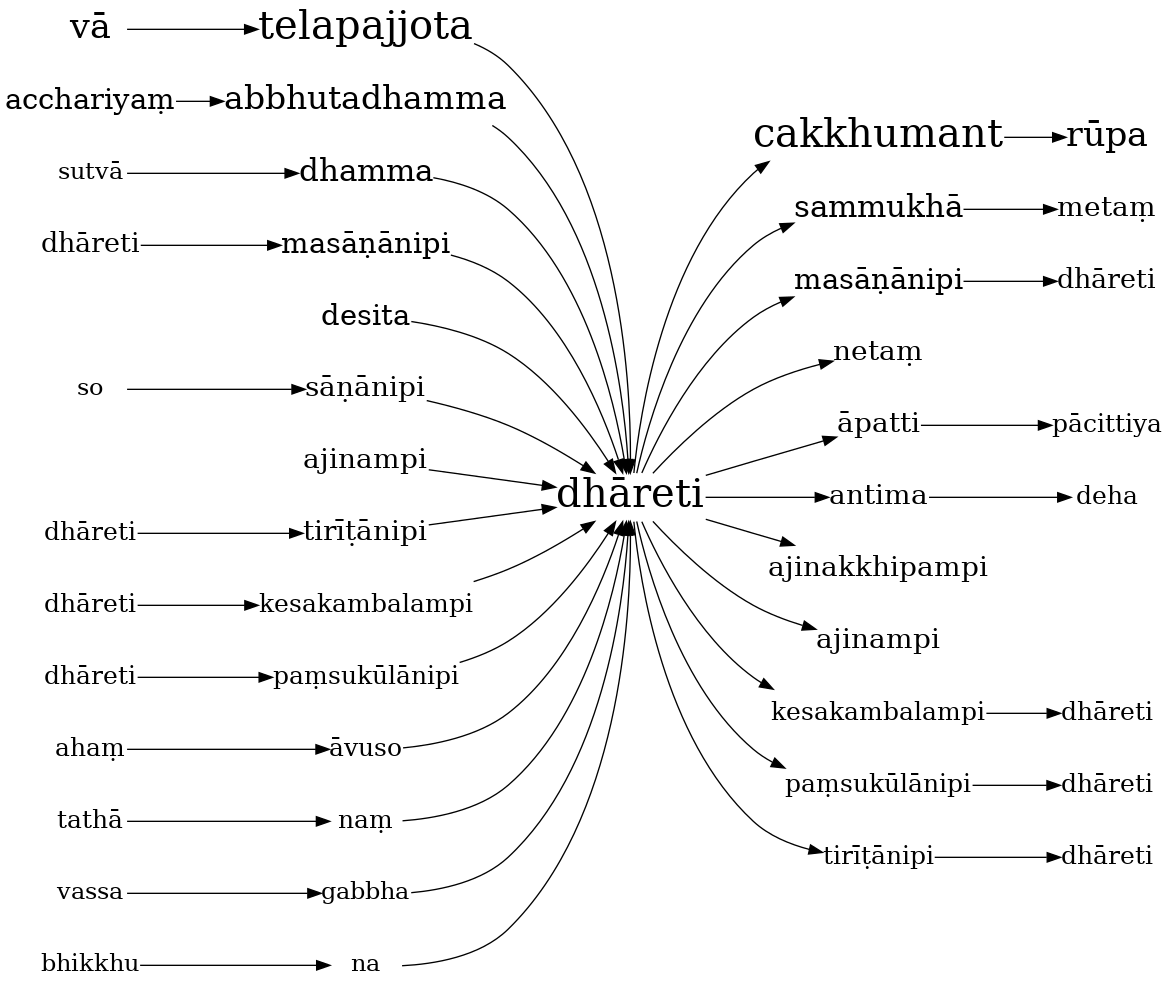 vā telapajjota
acchariyaṃ abbhutadhamma
cakkhumant rūpa
sutvā dhamma
sammukhā metaṃ
dhāreti masāṇānipi
masāṇānipi dhāreti
desita
netaṃ
so sāṇānipi
āpatti pācittiya
ajinampi
dhāreti
antima deha
dhāreti tirīṭānipi
ajinakkhipampi
dhāreti kesakambalampi
ajinampi
dhāreti paṃsukūlānipi
kesakambalampi dhāreti
ahaṃ āvuso
paṃsukūlānipi dhāreti
tathā naṃ
tirīṭānipi dhāreti
vassa gabbha
bhikkhu na